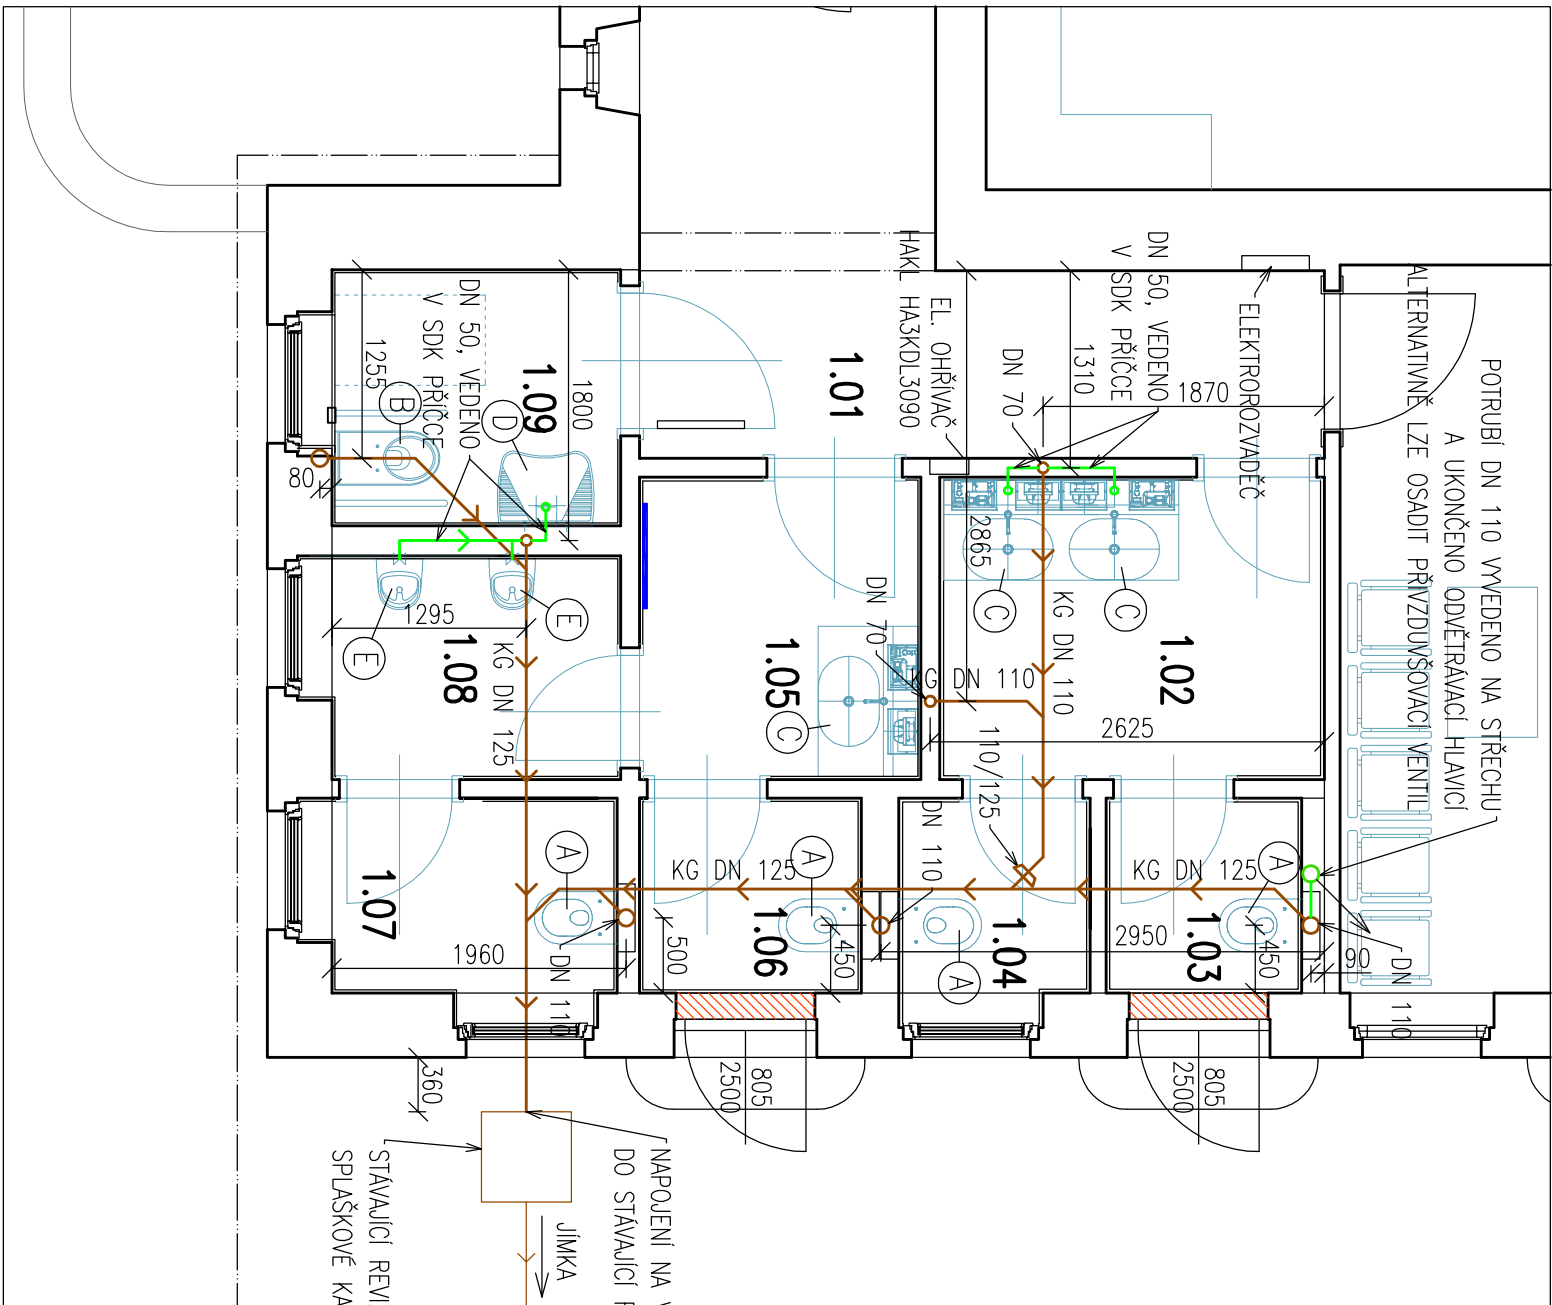 POTRUBÍ DN 110 VYVEDENO NA STŘECHU
A UKONČENO ODVĚTRÁVACÍ HLAVICÍ
ALTERNATIVNĚ LZE OSADIT PŘIVZDUVŠOVACÍ VENTIL
ELEKTROROZVADĚČ
DN 50, VEDENO
V SDK PŘÍČCE
1310
1870
DN 70
EL. OHŘÍVAČ
HAKL HA3KDL3090
1.01
DN 50, VEDENO
V SDK PŘÍČCE
1255
1800
1.09
B
D
80
2865
C
C
KG DN 110
1.02
DN 70
KG DN 110
2625
110/125
1.05
C
E
E
1295
1.08
KG DN 125
A
1.07
1960
DN 110
KG DN 125
A
1.06
500
450
DN 110
1.04
A
2950
KG DN 125
A
1.03
450
90
DN 110
805
2500
805
2500
360
NAPOJENÍ NA
DO STÁVAJÍCÍ
JÍMKA
STÁVAJÍCÍ
SPLAŠKOVÉ